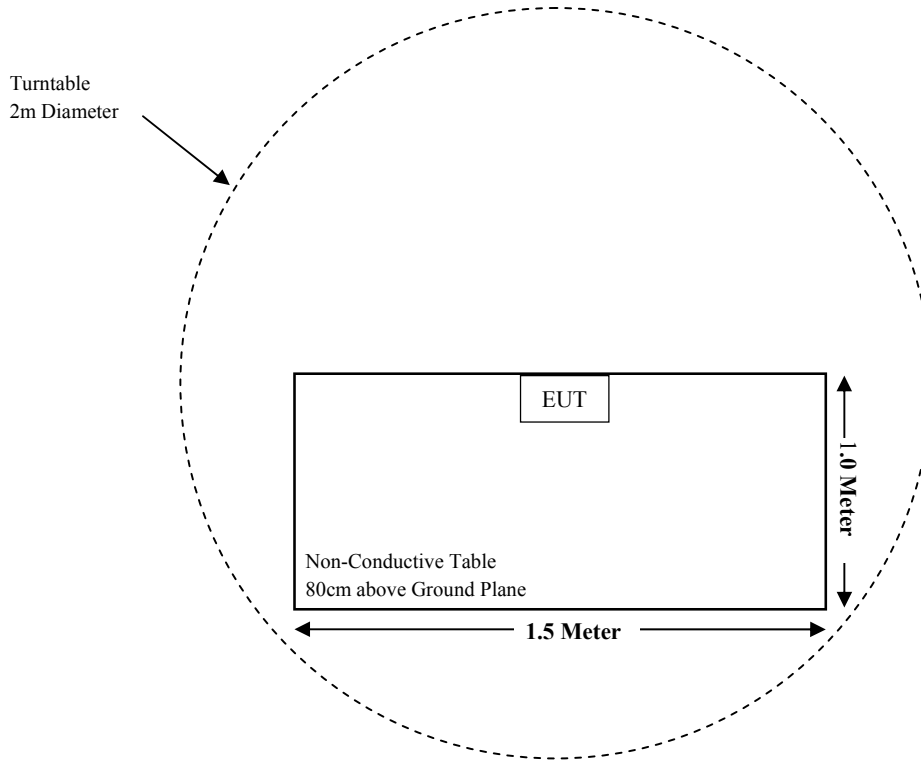 Turntable
2m Diameter
EUT
1.0 Meter
Non-Conductive Table
80cm above Ground Plane
1.5 Meter